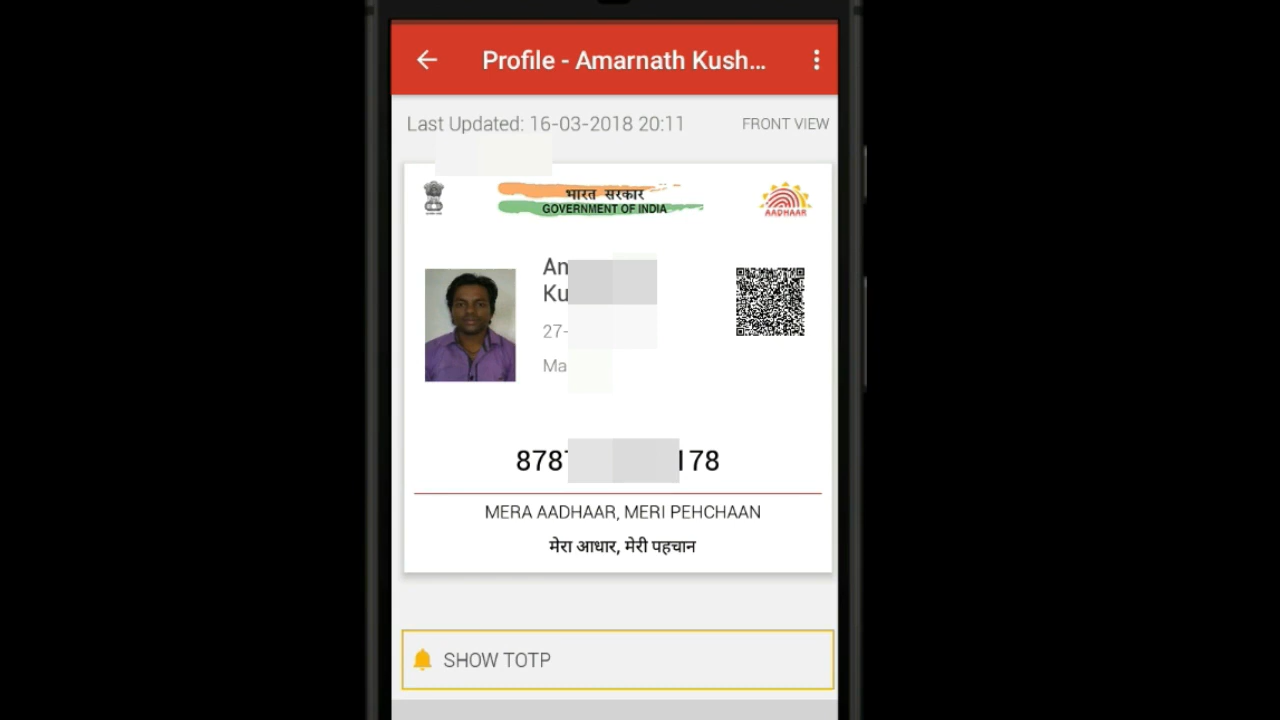 Profile - Amarnath Kush...
Last Updated: 16-03-2018 20:11
FRONT VIEW
भारत सरकार
GOVERNMENT OF INDIA
AADHAAR
An
Ku
27-
Ma
878 178
MERA AADHAAR, MERI PEHCHAAN
मेरा आधार, मेरी पहचान
SHOW TOTP